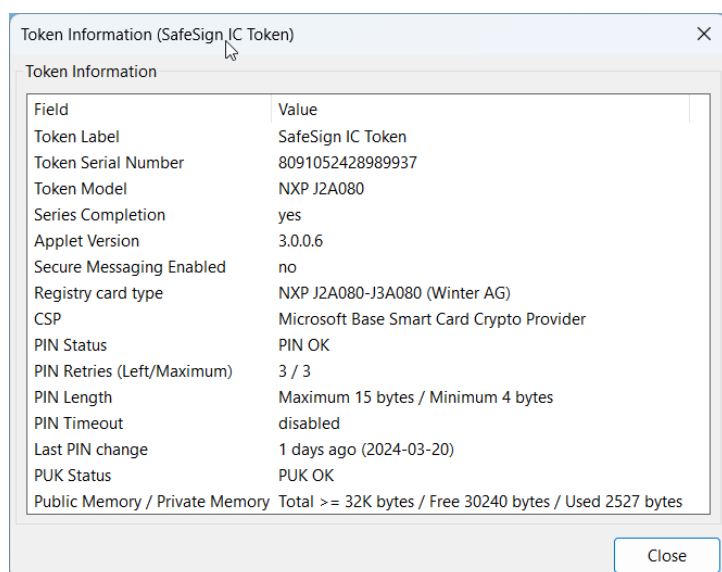 Token Information (SafeSign IC Token)
Token Information
Field Value
Token Label SafeSign IC Token
Token Serial Number 8091052428989937
Token Model NXP J2A080
Series Completion yes
Applet Version 3.0.0.6
Secure Messaging Enabled no
Registry card type NXP J2A080-J3A080 (Winter AG)
CSP Microsoft Base Smart Card Crypto Provider
PIN Status PIN OK
PIN Retries (Left/Maximum) 3 / 3
PIN Length Maximum 15 bytes / Minimum 4 bytes
PIN Timeout disabled
Last PIN change 1 days ago (2024-03-20)
PUK Status PUK OK
Public Memory / Private Memory Total >= 32K bytes / Free 30240 bytes / Used 2527 bytes
Close